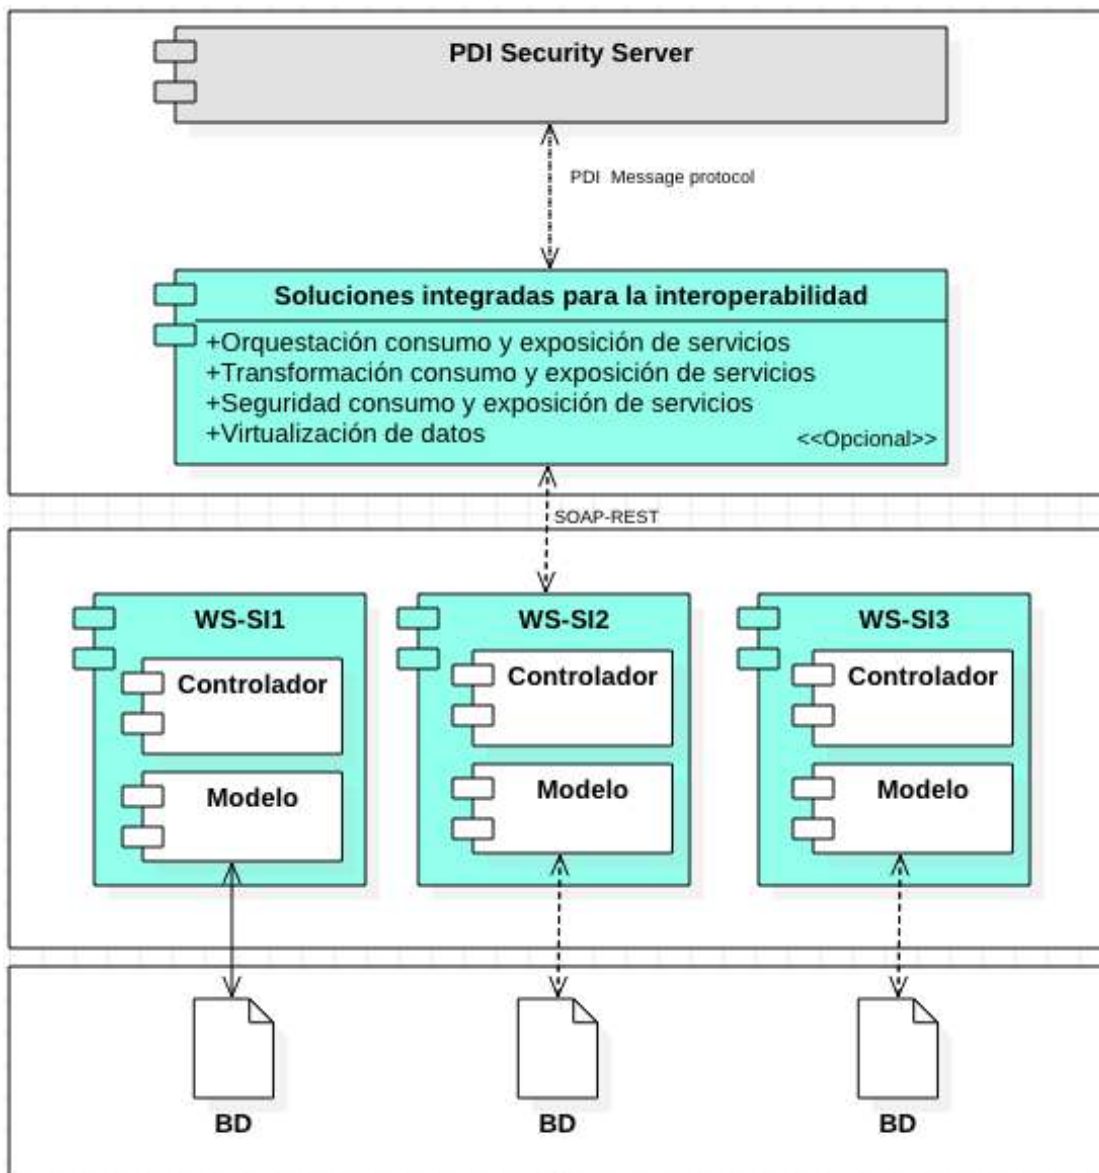 PDI Security Server
PDI Message protocol
Soluciones integradas para la interoperabilidad
+Orquestación consumo y exposición de servicios
+Transformación consumo y exposición de servicios
+Seguridad consumo y exposición de servicios
+Virtualización de datos
<<Opcional>>
SOAP-REST
WS-SI1
Controlador
Modelo
WS-SI2
Controlador
Modelo
WS-SI3
Controlador
Modelo
BD
BD
BD